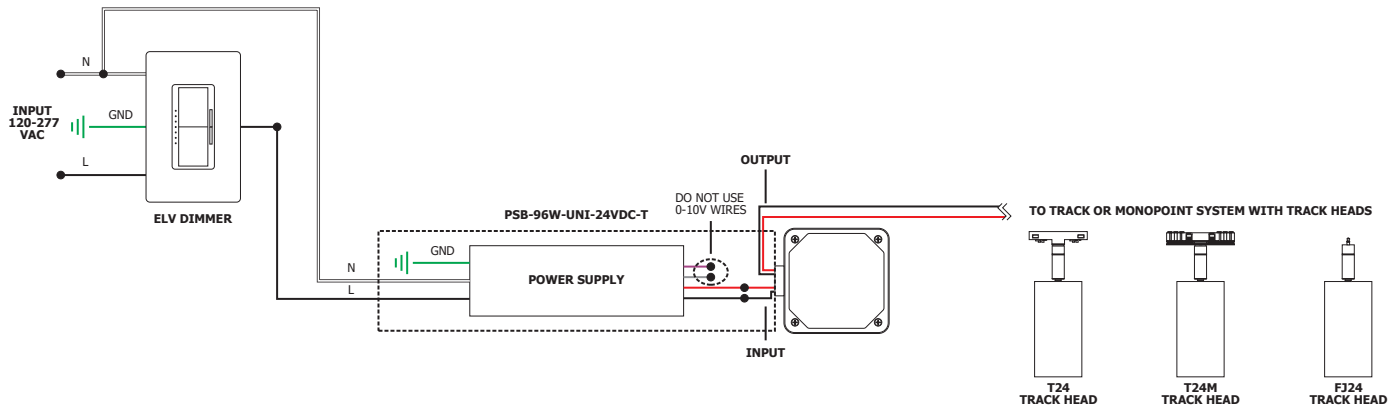 N
INPUT
120-277
VAC
GND
L
ELV DIMMER
OUTPUT
DO NOT USE
0-10V WIRES
PSB-96W-UNI-24VDC-T
TO TRACK OR MONOPOINT SYSTEM WITH TRACK HEADS
GND
N
L
POWER SUPPLY
INPUT
T24
TRACK HEAD
T24M
TRACK HEAD
FJ24
TRACK HEAD